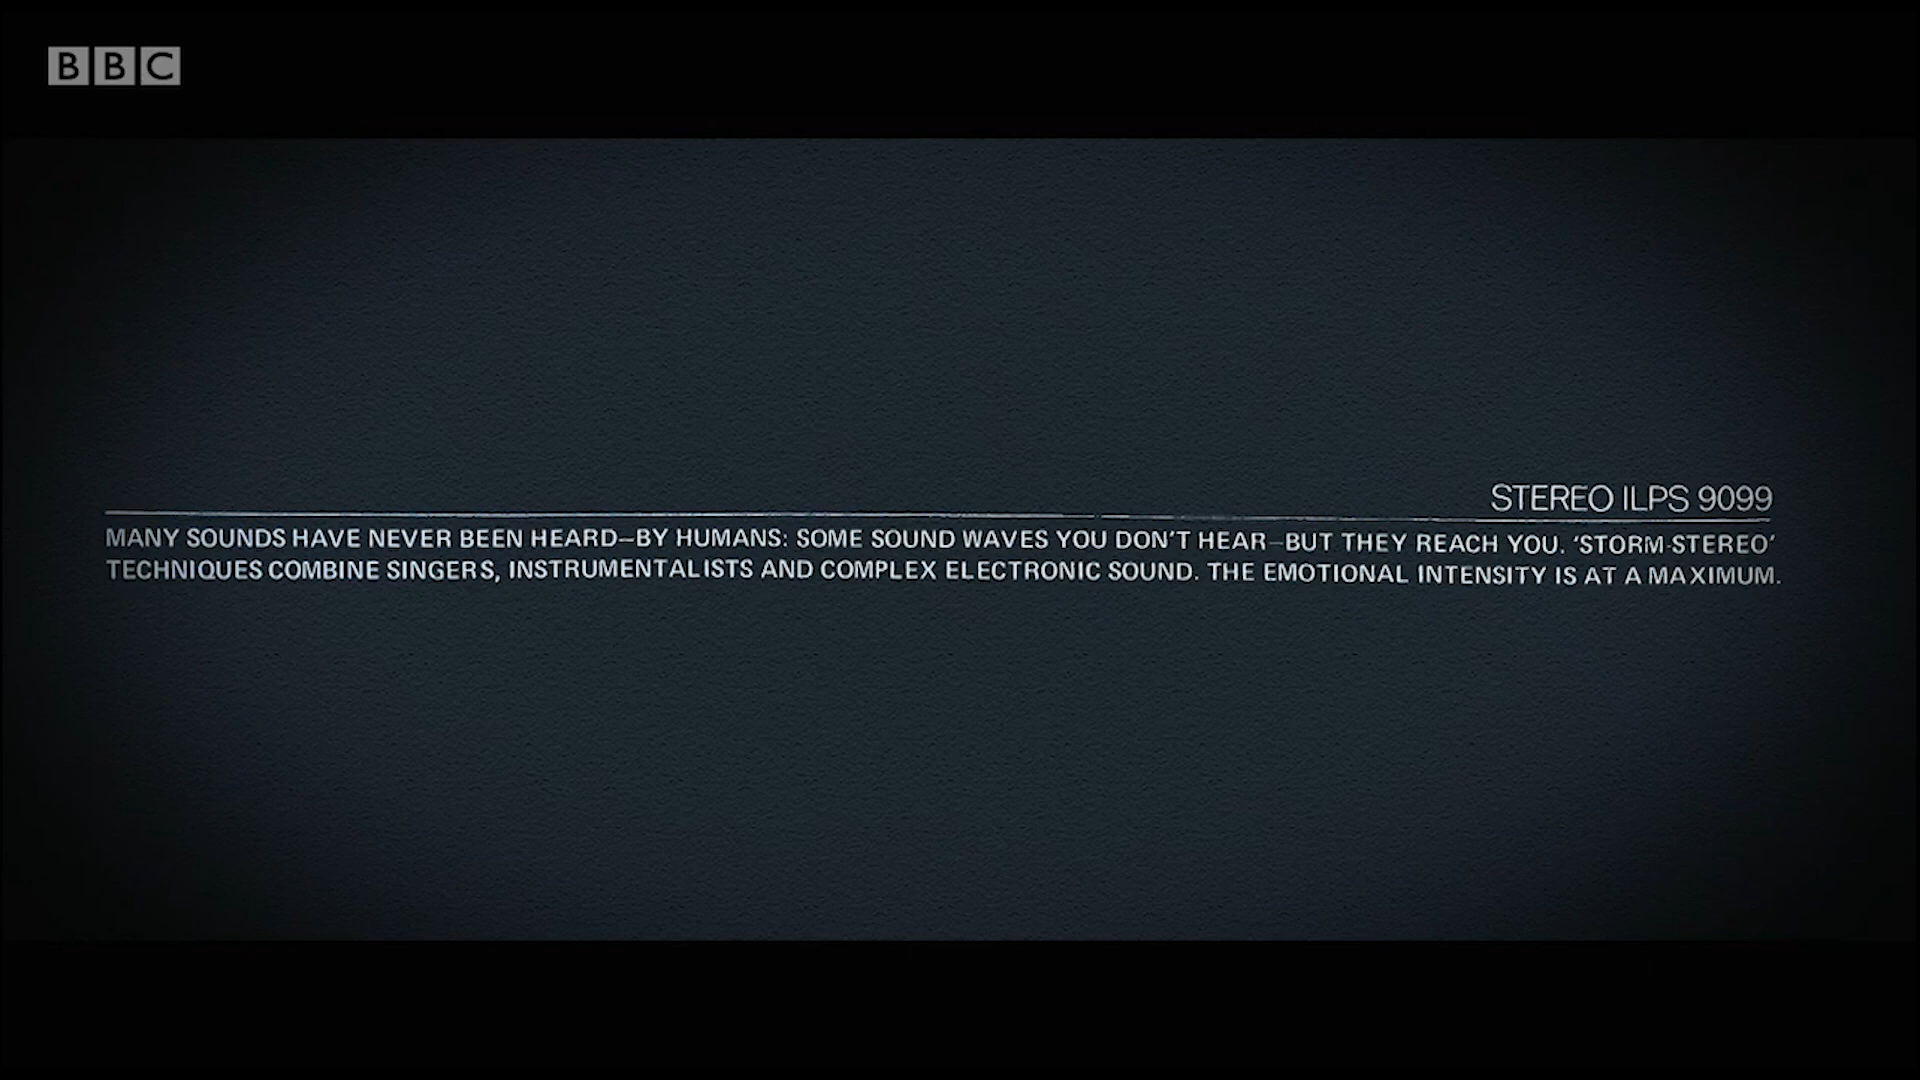 BBC
STEREO ILPS 9099
MANY SOUNDS HAVE NEVER BEEN HEARD—BY HUMANS: SOME SOUND WAVES YOU DON'T HEAR—BUT THEY REACH YOU. ‘STORM-STEREO’
TECHNIQUES COMBINE SINGERS, INSTRUMENTALISTS AND COMPLEX ELECTRONIC SOUND. THE EMOTIONAL INTENSITY IS AT A MAXIMUM.